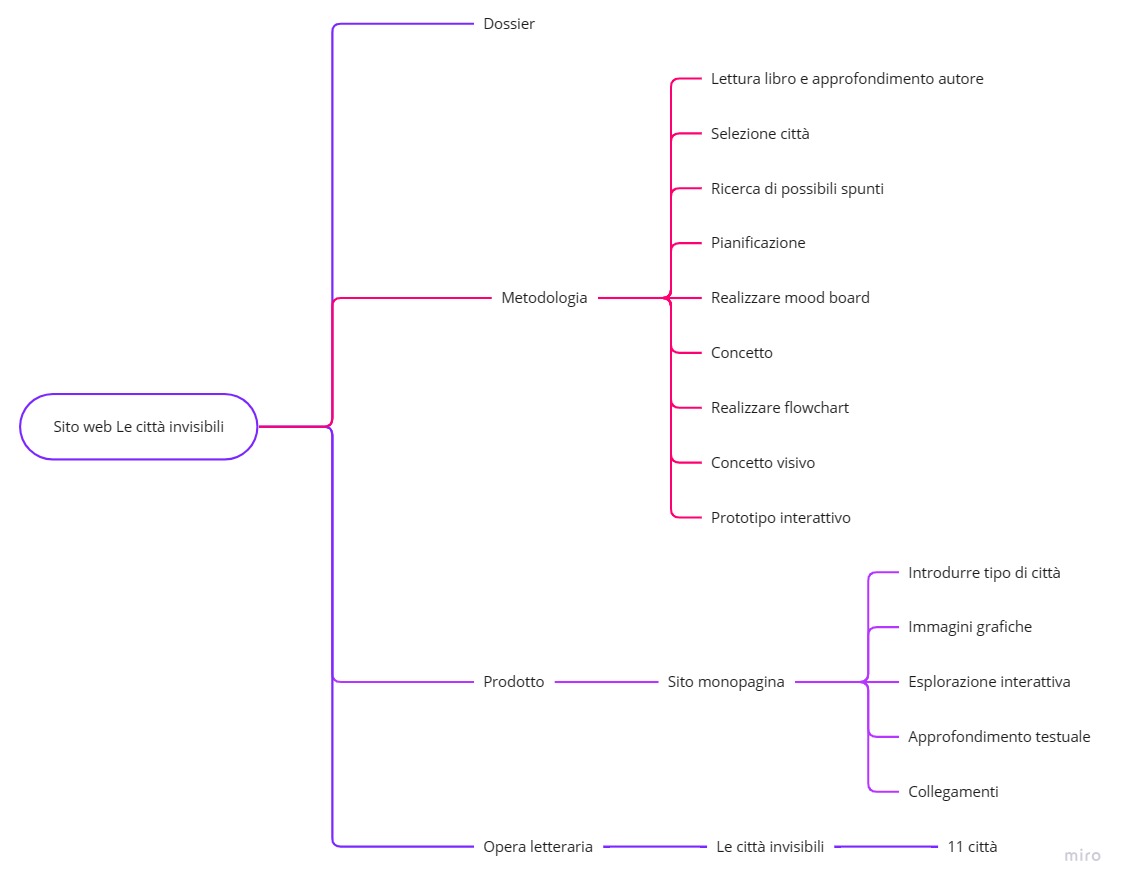 Dossier
Lettura libro e approfondimento autore
Selezione città
Ricerca di possibili spunti
Pianificazione
Metodologia
Realizzare mood board
Concetto
Realizzare flowchart
Sito web Le città invisibili
Concetto visivo
Prototipo interattivo
Introdurre tipo di città
Immagini grafiche
Prodotto
Sito monopagina
Esplorazione interattiva
Approfondimento testuale
Collegamenti
Opera letteraria
Le città invisibili
11 città
miro